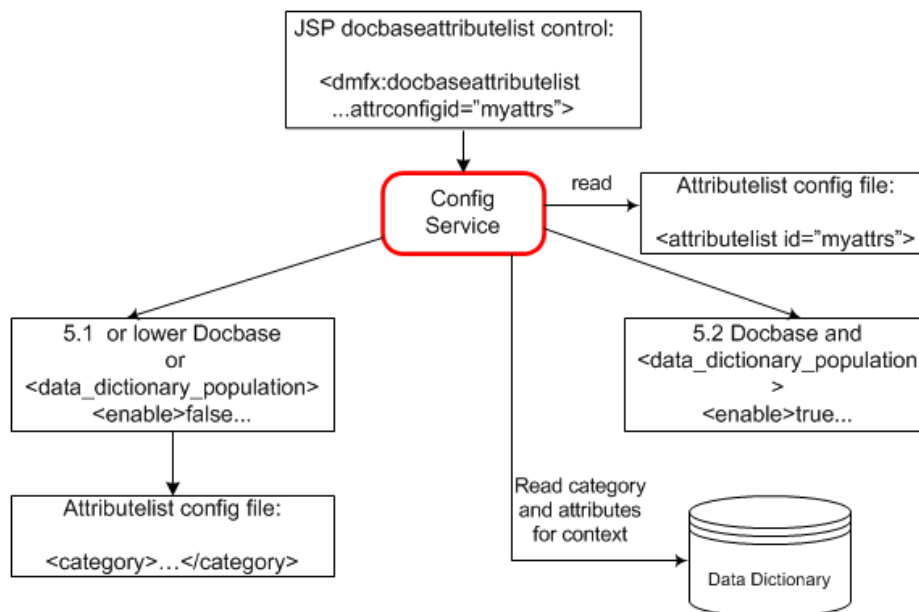 JSP docbaseattributelist control:
<dmfx:docbaseattributelist
...attrconfigid=”myattrs”>
Config
Service
read
Attributelist config file:
<attributelist id=”myattrs”>
5.1 or lower Docbase
or
<data_dictionary_population>
<enable>false...
5.2 Docbase and
<data_dictionary_population
>
<enable>true...
Attributelist config file:
<category>...</category>
Read category
and attributes
for context
Data Dictionary